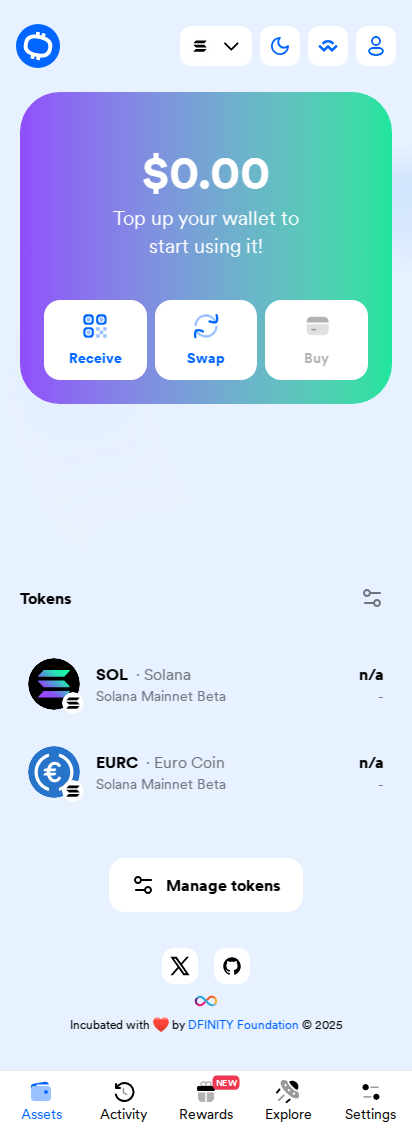 $0.00
Top up your wallet to
start using it!
Receive
Swap
Buy
Tokens
SOL · Solana
n/a
Solana Mainnet Beta
-
EURC · Euro Coin
n/a
Solana Mainnet Beta
-
Manage tokens
Incubated with ❤️ by DFINITY Foundation © 2025
NEW
Assets
Activity
Rewards
Explore
Settings